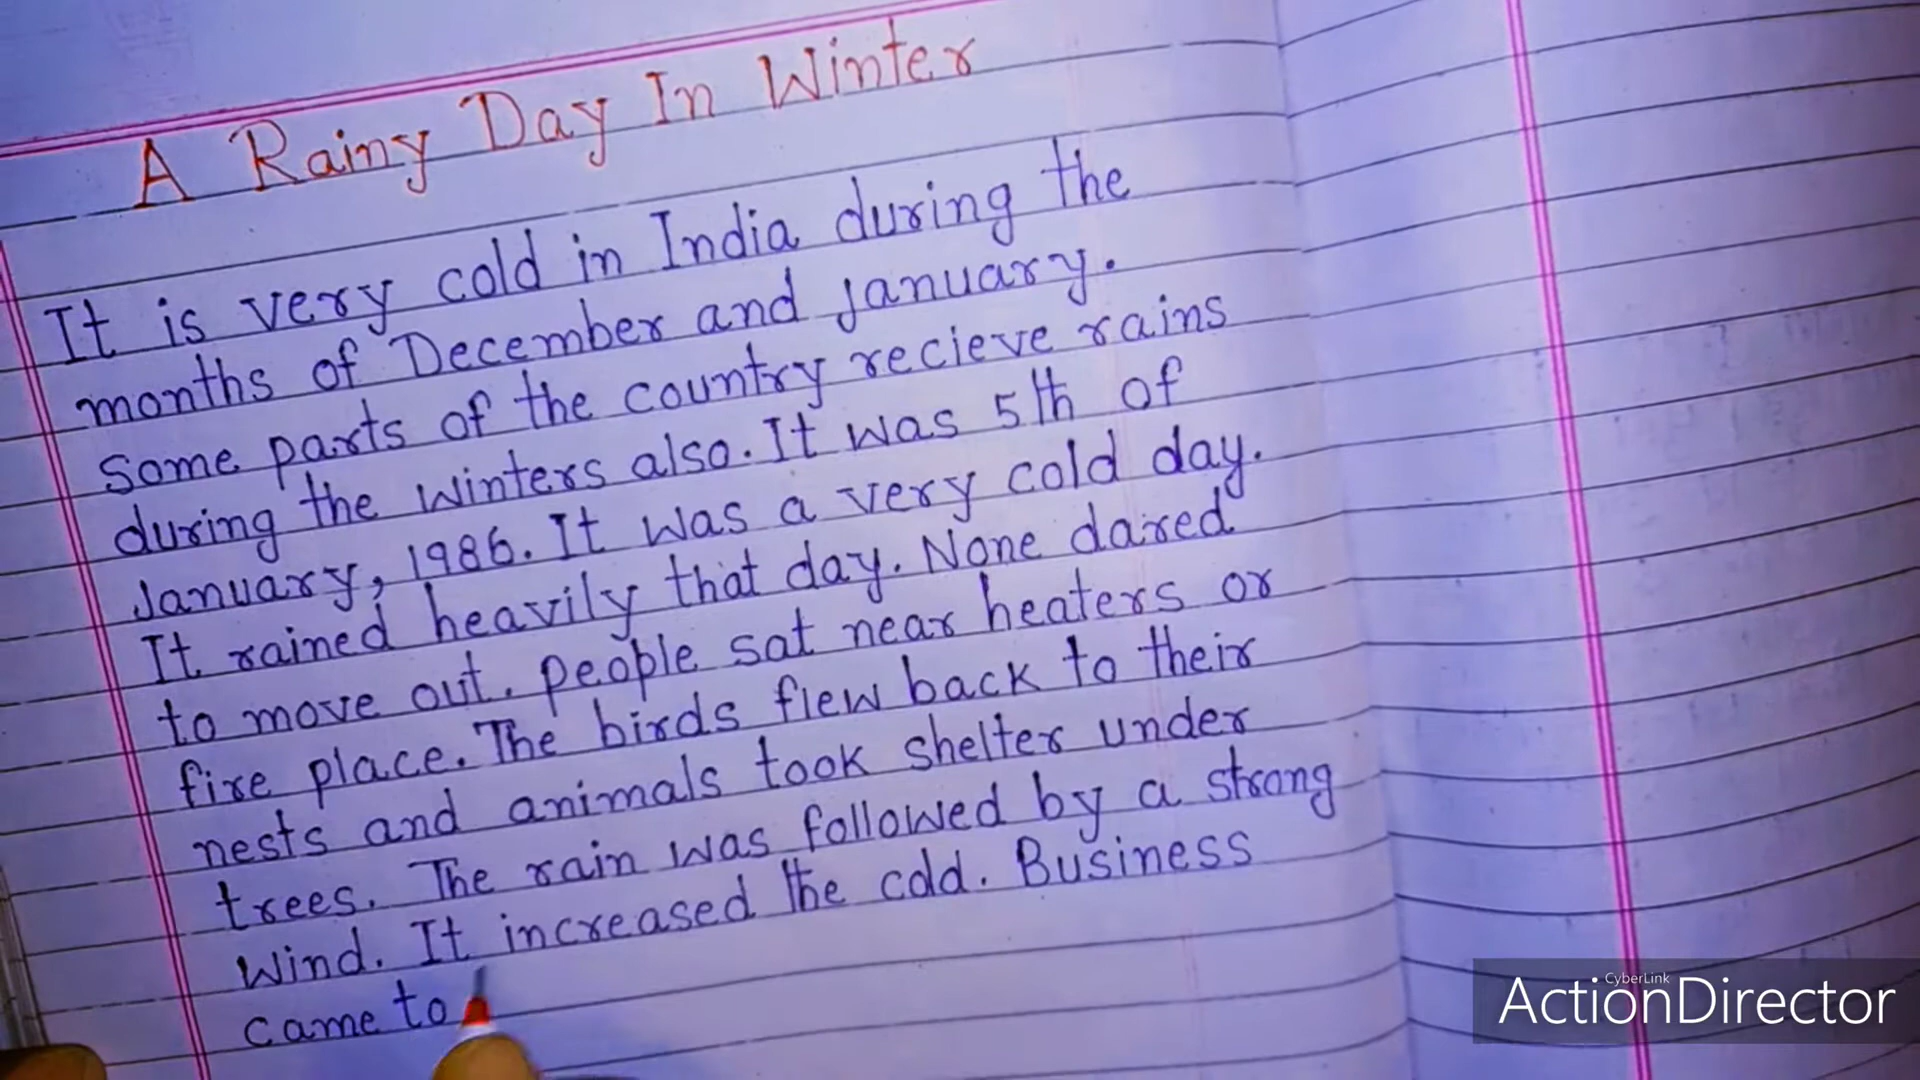 A Rainy Day In Winter
It is very cold in India during the
months of December and January.
Some parts of the country recieve rains
during the winters also. It was 5th of
January, 1986. It was a very cold day.
It rained heavily that day. None dared
to move out. people sat near heaters or
fire place. The birds flew back to their
nests and animals took shelter under
trees. The rain was followed by a strong
wind. It increased the cold. Business
came to
CyberLink
ActionDirector